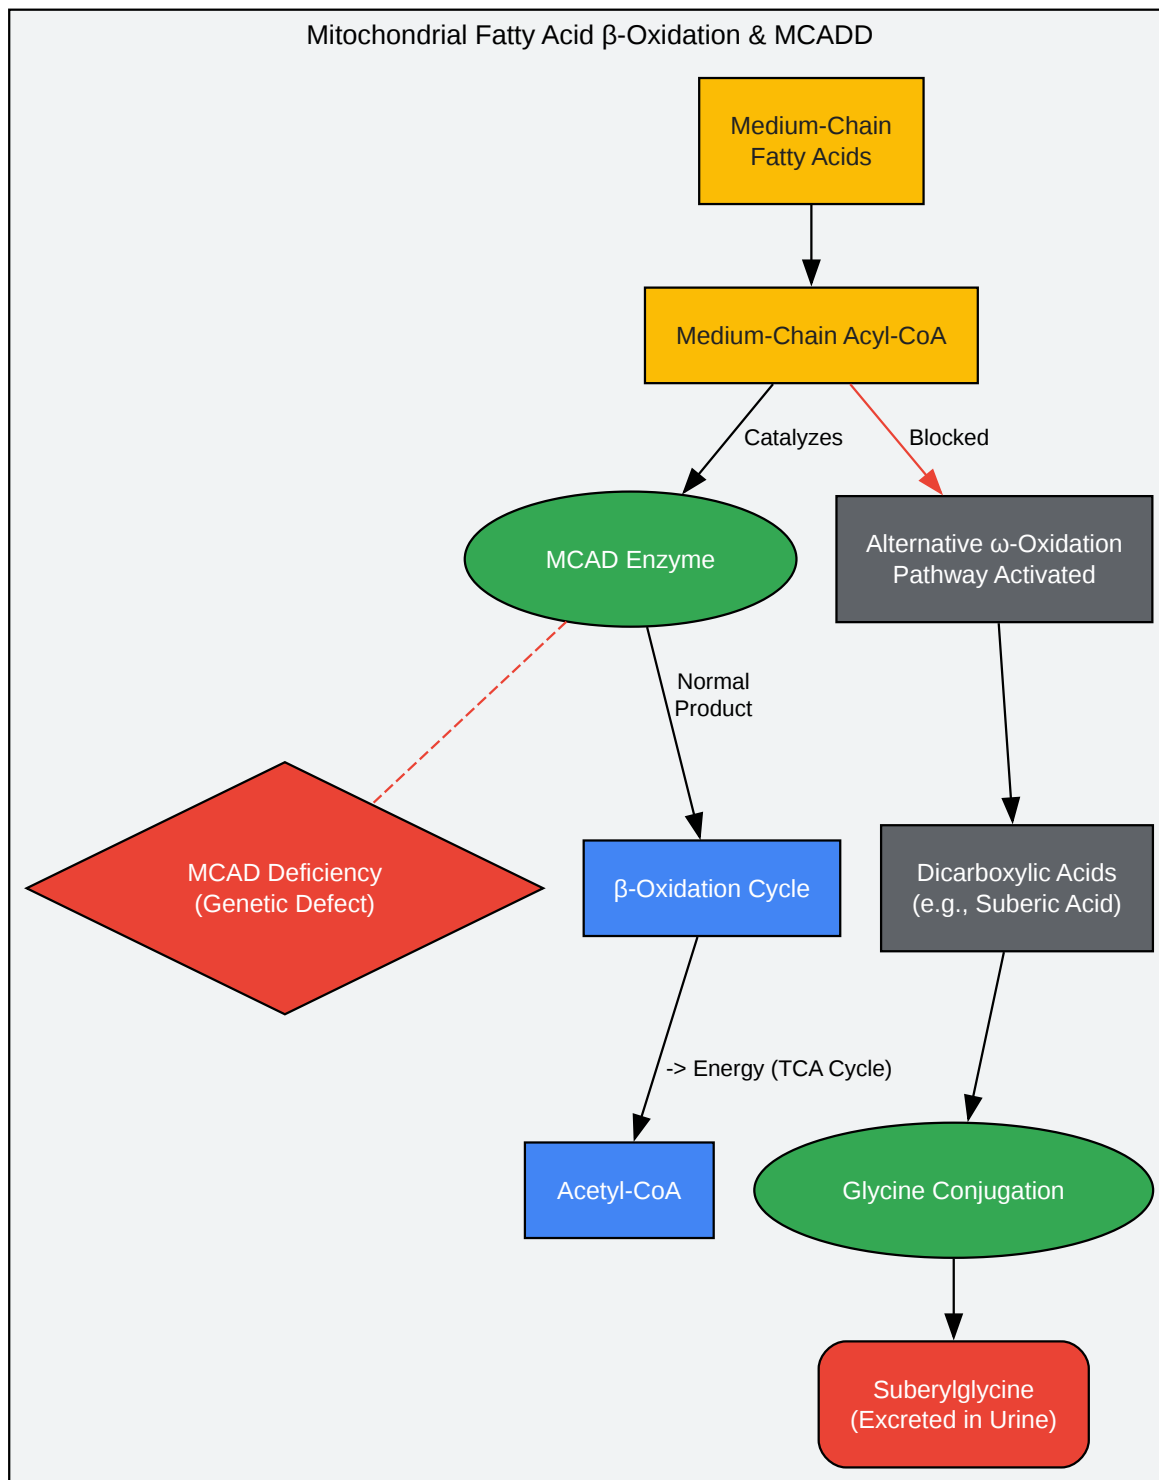 Mitochondrial Fatty Acid β-Oxidation & MCADD
Medium-Chain
Fatty Acids
Medium-Chain Acyl-CoA
Catalyzes
Blocked
MCAD Enzyme
Alternative ω-Oxidation
Pathway Activated
Normal
Product
MCAD Deficiency
(Genetic Defect)
β-Oxidation Cycle
Dicarboxylic Acids
(e.g., Suberic Acid)
-> Energy (TCA Cycle)
Acetyl-CoA
Glycine Conjugation
Suberylglycine
(Excreted in Urine)